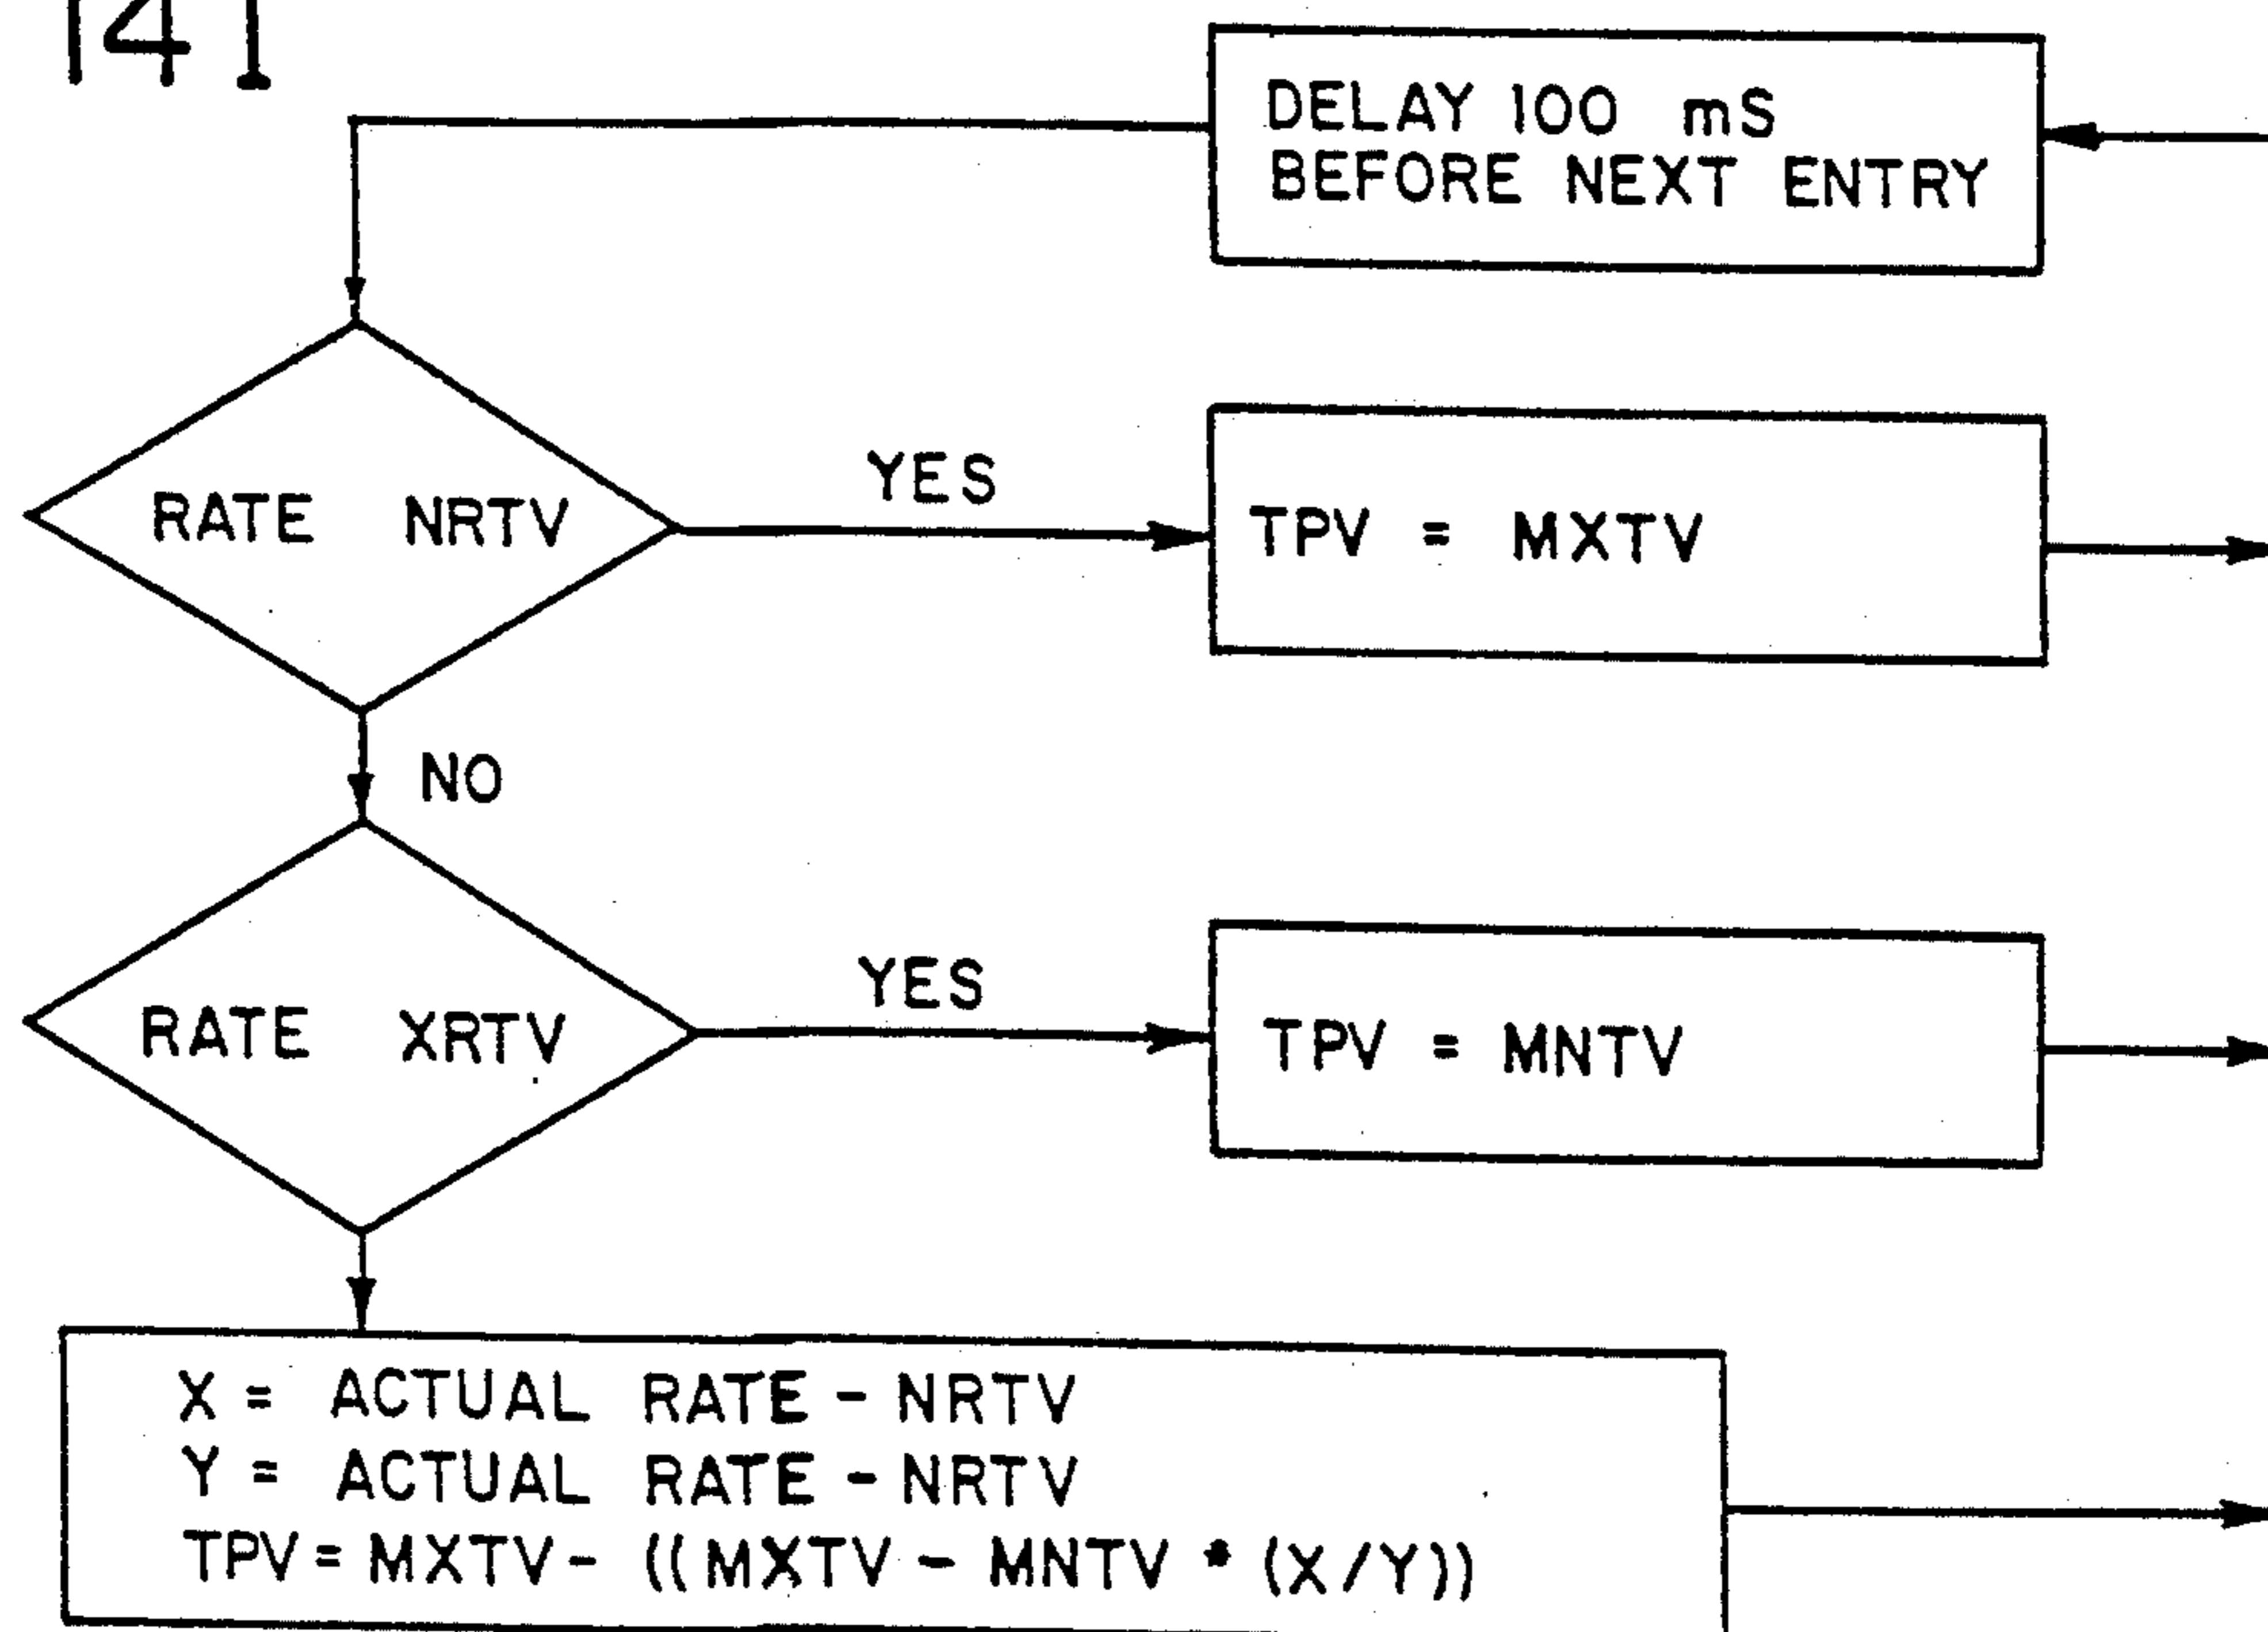 141
DELAY 100 mS
BEFORE NEXT ENTRY
RATE NRTV
YES
TPV = MXTV
NO
RATE XRTV
YES
TPV = MNTV
X = ACTUAL RATE - NRTV
Y = ACTUAL RATE - NRTV
TPV = MXTV - ((MXTV - MNTV * (X/Y))